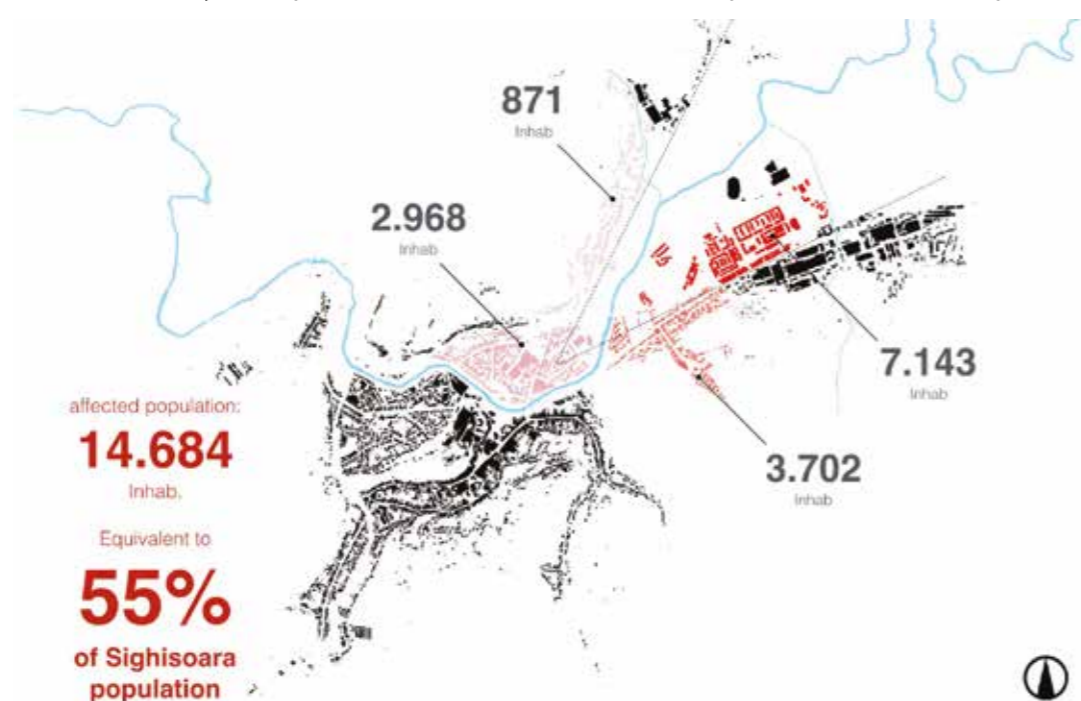 871
Inhab
2.968
Inhab
7.143
Inhab
3.702
Inhab
affected population:
14.684
Inhab.
Equivalent to
55%
of Sighisoara
population